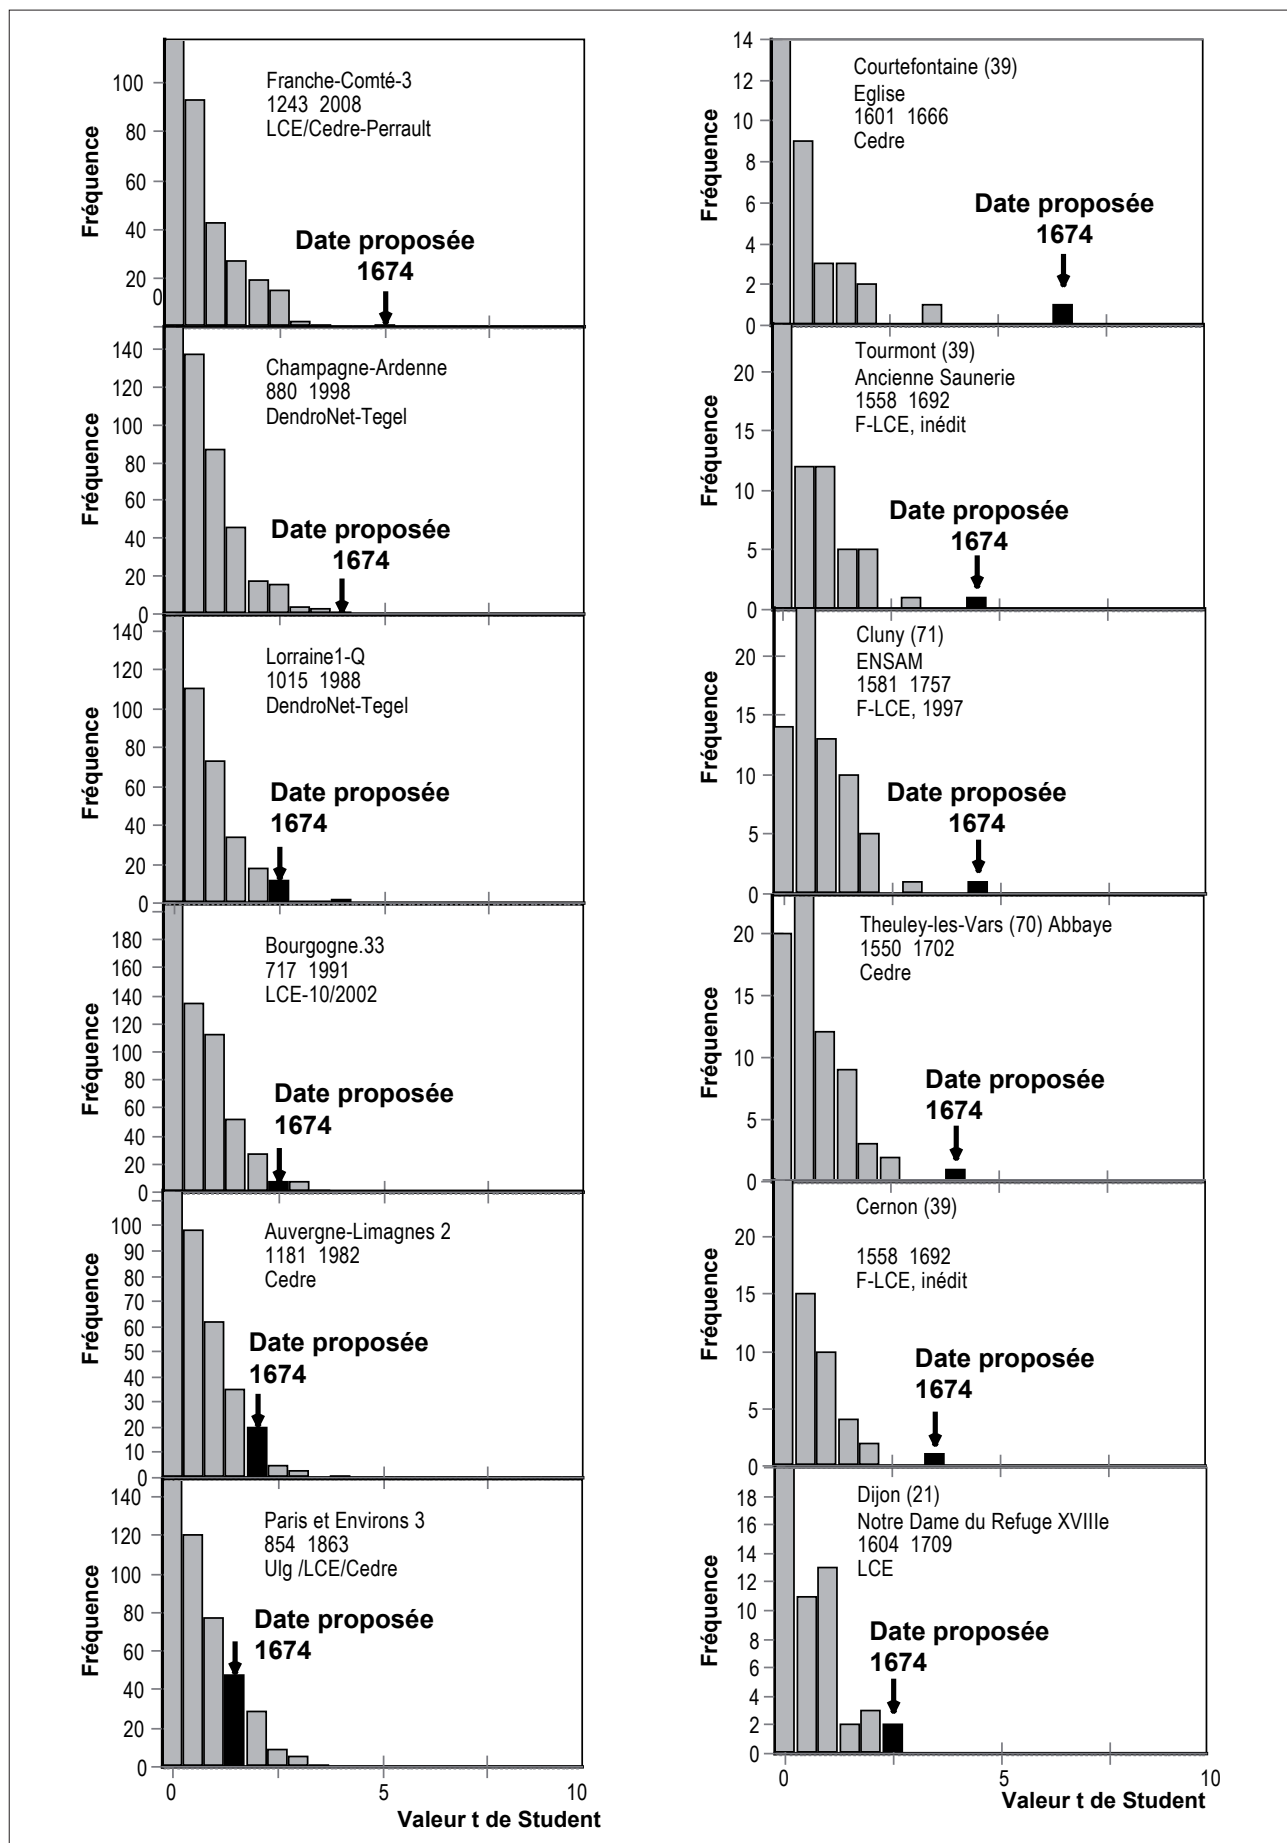 Fréquence
100
80
60
40
20
0
Franche-Comté-3
1243 2008
LCE/Cedre-Perrault
Date proposée
1674
Fréquence
140
120
100
80
60
40
20
0
Champagne-Ardenne
880 1998
DendroNet-Tegel
Date proposée
1674
Fréquence
140
120
100
80
60
40
20
0
Lorraine1-Q
1015 1988
DendroNet-Tegel
Date proposée
1674
Fréquence
180
160
140
120
100
80
60
40
20
0
Bourgogne.33
717 1991
LCE-10/2002
Date proposée
1674
Fréquence
100
90
80
70
60
50
40
30
20
10
0
Auvergne-Limagnes 2
1181 1982
Cedre
Date proposée
1674
Fréquence
140
120
100
80
60
40
20
0
Paris et Environs 3
854 1863
Ulg /LCE/Cedre
Date proposée
1674
0 5 10
Valeur t de Student
Fréquence
14
12
10
8
6
4
2
0
Courtefontaine (39)
Eglise
1601 1666
Cedre
Date proposée
1674
Fréquence
20
15
10
5
0
Tourmont (39)
Ancienne Saunerie
1558 1692
F-LCE, inédit
Date proposée
1674
Fréquence
20
15
10
5
0
Cluny (71)
ENSAM
1581 1757
F-LCE, 1997
Date proposée
1674
Fréquence
20
15
10
5
0
Theuley-les-Vars (70) Abbaye
1550 1702
Cedre
Date proposée
1674
Fréquence
20
15
10
5
0
Cernon (39)
1558 1692
F-LCE, inédit
Date proposée
1674
Fréquence
18
16
14
12
10
8
6
4
2
0
Dijon (21)
Notre Dame du Refuge XVIIIe
1604 1709
LCE
Date proposée
1674
0 5 10
Valeur t de Student